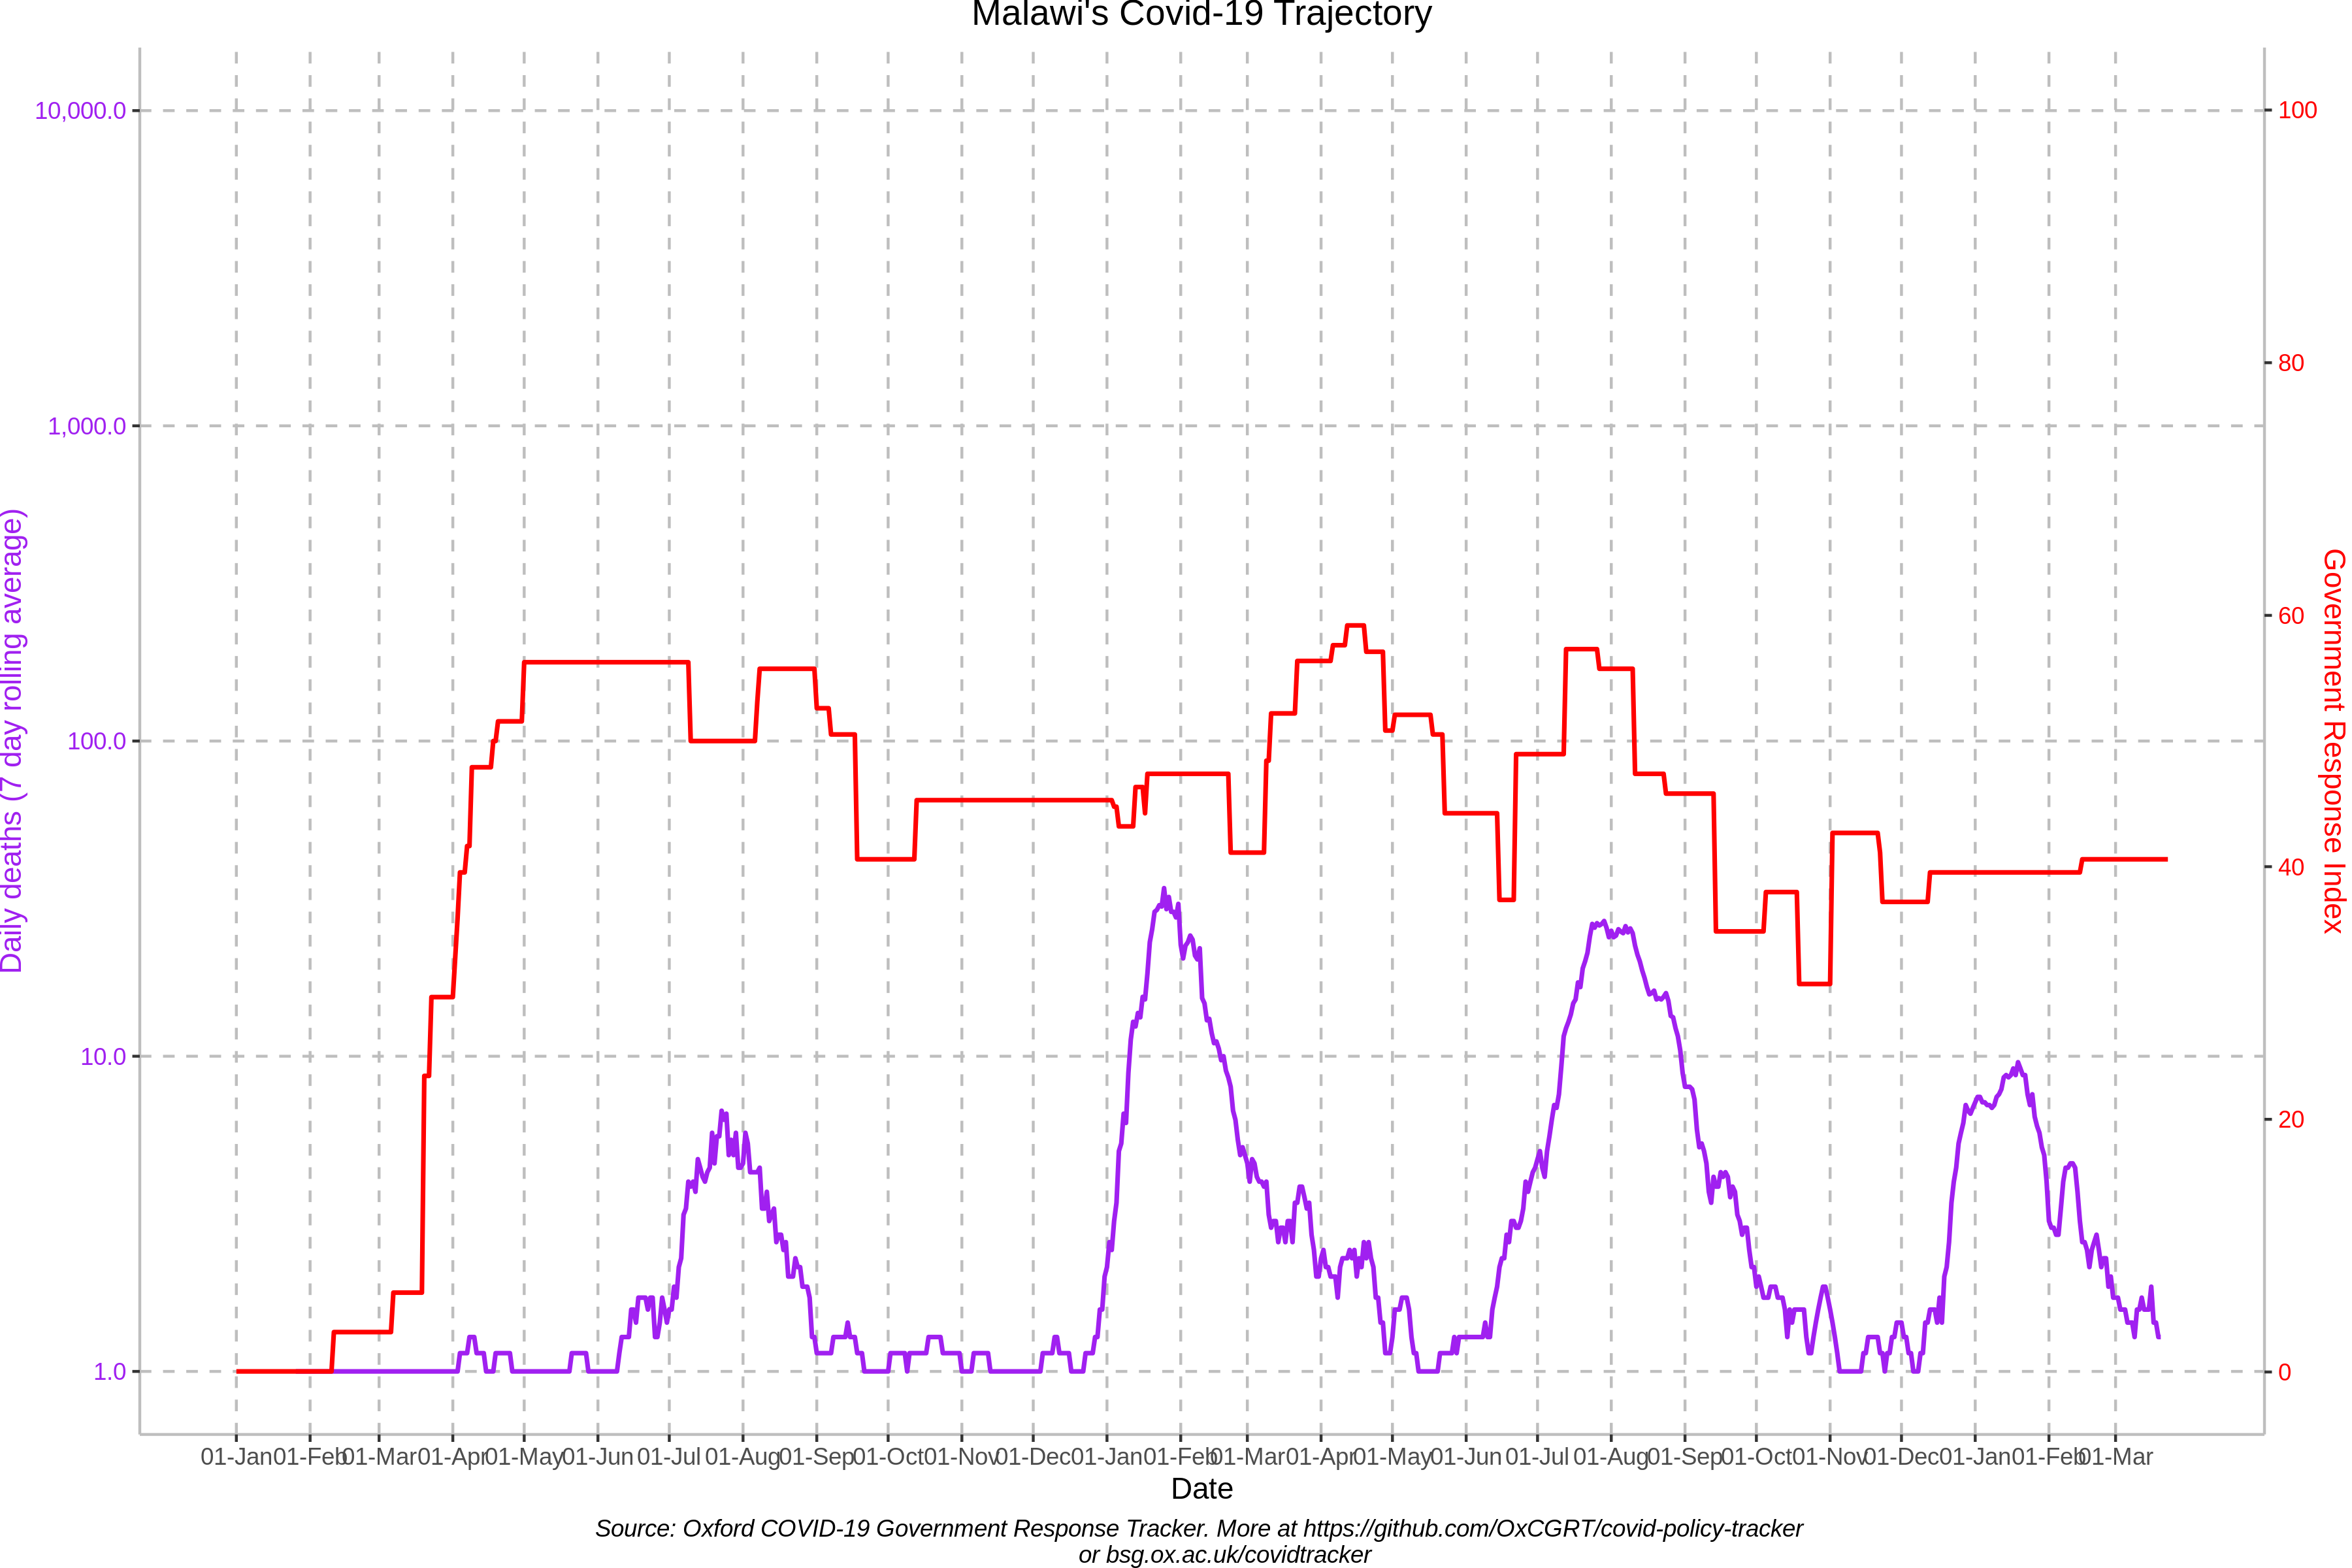 Malawi's Covid-19 Trajectory
10,000.0
1,000.0
100.0
10.0
1.0
Daily deaths (7 day rolling average)
100
80
60
40
20
0
Government Response Index
01-Jan 01-Feb 01-Mar 01-Apr 01-May 01-Jun 01-Jul 01-Aug 01-Sep 01-Oct 01-Nov 01-Dec 01-Jan 01-Feb 01-Mar 01-Apr 01-May 01-Jun 01-Jul 01-Aug 01-Sep 01-Oct 01-Nov 01-Dec 01-Jan 01-Feb 01-Mar
Date
Source: Oxford COVID-19 Government Response Tracker. More at https://github.com/OxCGRT/covid-policy-tracker
or bsg.ox.ac.uk/covidtracker